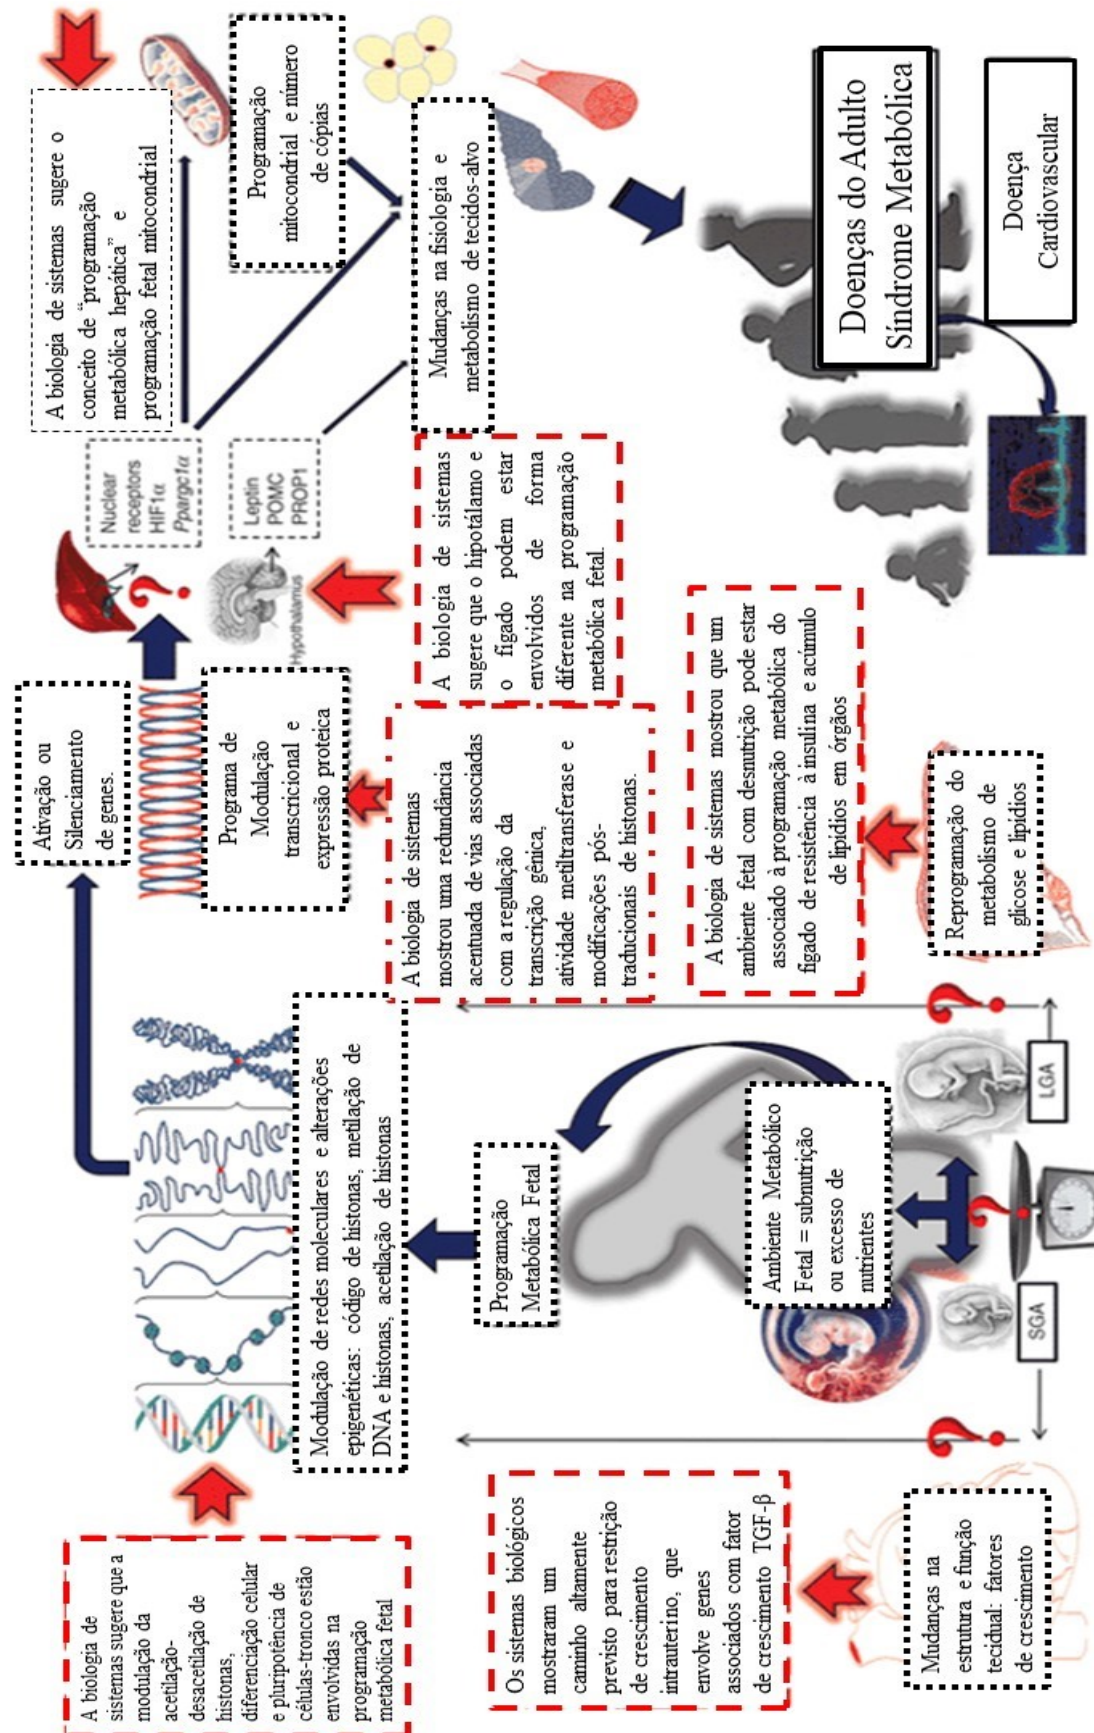 A biologia de
sistemas sugere que a
modulação da
acetilação-
desacetilação de
histonas,
diferenciação celular
e pluripotência de
células-tronco estão
envolvidas na
programação
metabólica fetal
Modulação de redes moleculares e alterações
epigenéticas: código de histonas, metilação de
DNA e histonas, acetilação de histonas
Ativação ou
Silenciamento
de genes.
Programa de
Modulação
transcricional e
expressão proteica
A biologia de sistemas
mostrou uma redundância
acentuada de vias associadas
com a regulação da
transcrição gênica,
atividade metiltransferase e
modificações pós-
traducionais de histonas.
A biologia de sistemas sugere o
conceito de “programação
metabólica hepática” e
programação fetal mitocondrial
Nuclear
receptors
HIF1α
Ppargc1α
?
Leptin
POMC
PROP1
Hypothalamus
Programação
mitocondrial e número
de cópias
Mudanças na fisiologia e
metabolismo de tecidos-alvo
A biologia de sistemas
sugere que o hipotálamo e
o fígado podem estar
envolvidos de forma
diferente na programação
metabólica fetal.
Os sistemas biológicos
mostraram um
caminho altamente
previsto para restrição
de crescimento
intrauterino, que
envolve genes
associados com fator
de crescimento TGF-β
Programação
Metabólica Fetal
Ambiente Metabólico
Fetal = subnutrição
ou excesso de
nutrientes
A biologia de sistemas mostrou que um
ambiente fetal com desnutrição pode estar
associado à programação metabólica do
fígado de resistência à insulina e acúmulo
de lipídios em órgãos
Mudanças na
estrutura e função
tecidual: fatores
de crescimento
?
SGA
?
LGA
?
Reprogramação do
metabolismo de
glicose e lipídios
Doenças do Adulto
Síndrome Metabólica
Doença
Cardiovascular